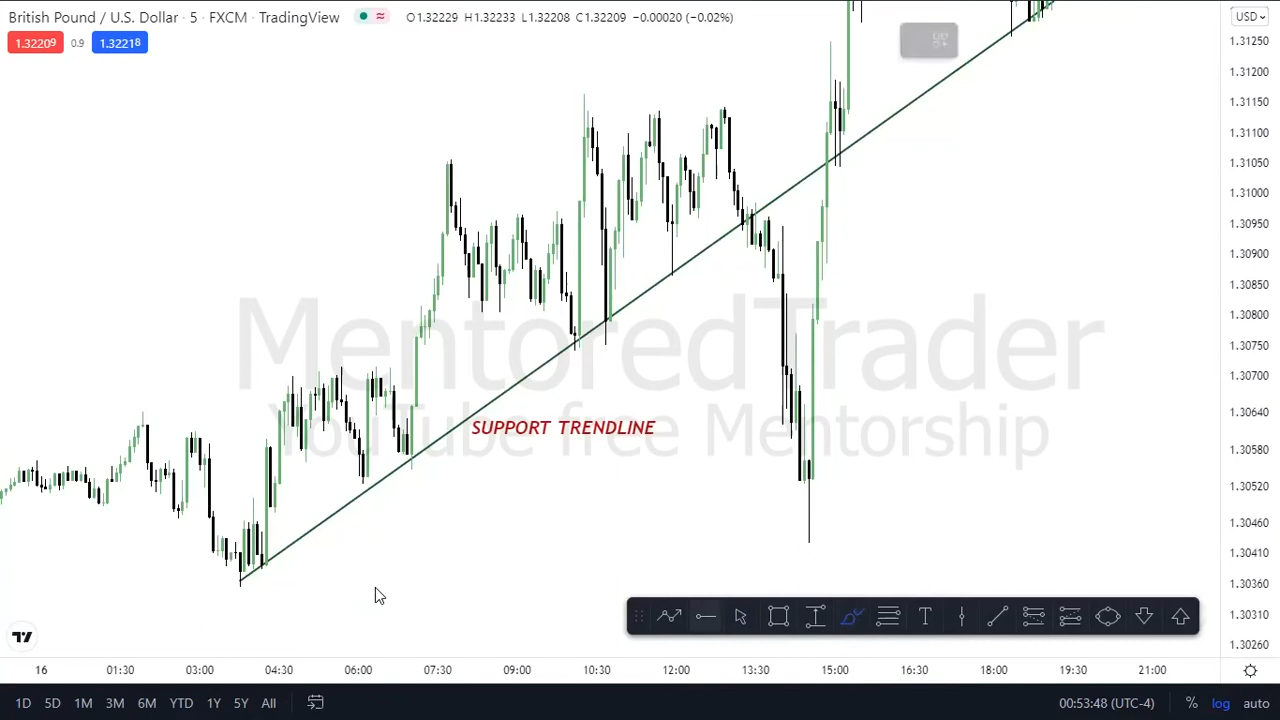 British Pound / U.S. Dollar · 5 · FXCM · TradingView O1.32229 H1.32233 L1.32208 C1.32209 −0.00020 (−0.02%)
USD
1.32209 0.9 1.32218
1.31250
1.31200
1.31150
1.31100
1.31050
1.31000
1.30950
1.30900
1.30850
1.30800
1.30750
1.30700
1.30640
1.30580
1.30520
1.30460
1.30410
1.30360
1.30310
1.30260
MentoredTrader
YouTube free Mentorship
SUPPORT TRENDLINE
T
16 01:30 03:00 04:30 06:00 07:30 09:00 10:30 12:00 13:30 15:00 16:30 18:00 19:30 21:00
1D 5D 1M 3M 6M YTD 1Y 5Y All 00:53:48 (UTC-4) % log auto